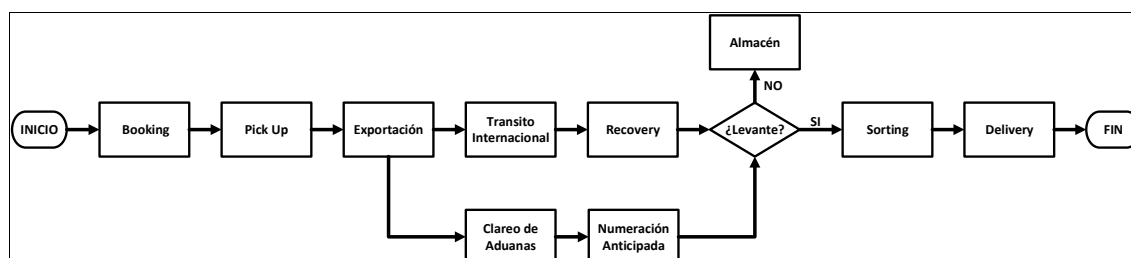 Almacén
NO
INICIO
Booking
Pick Up
Exportación
Transito
Internacional
Recovery
¿Levante?
SI
Sorting
Delivery
FIN
Clareo de
Aduanas
Numeración
Anticipada